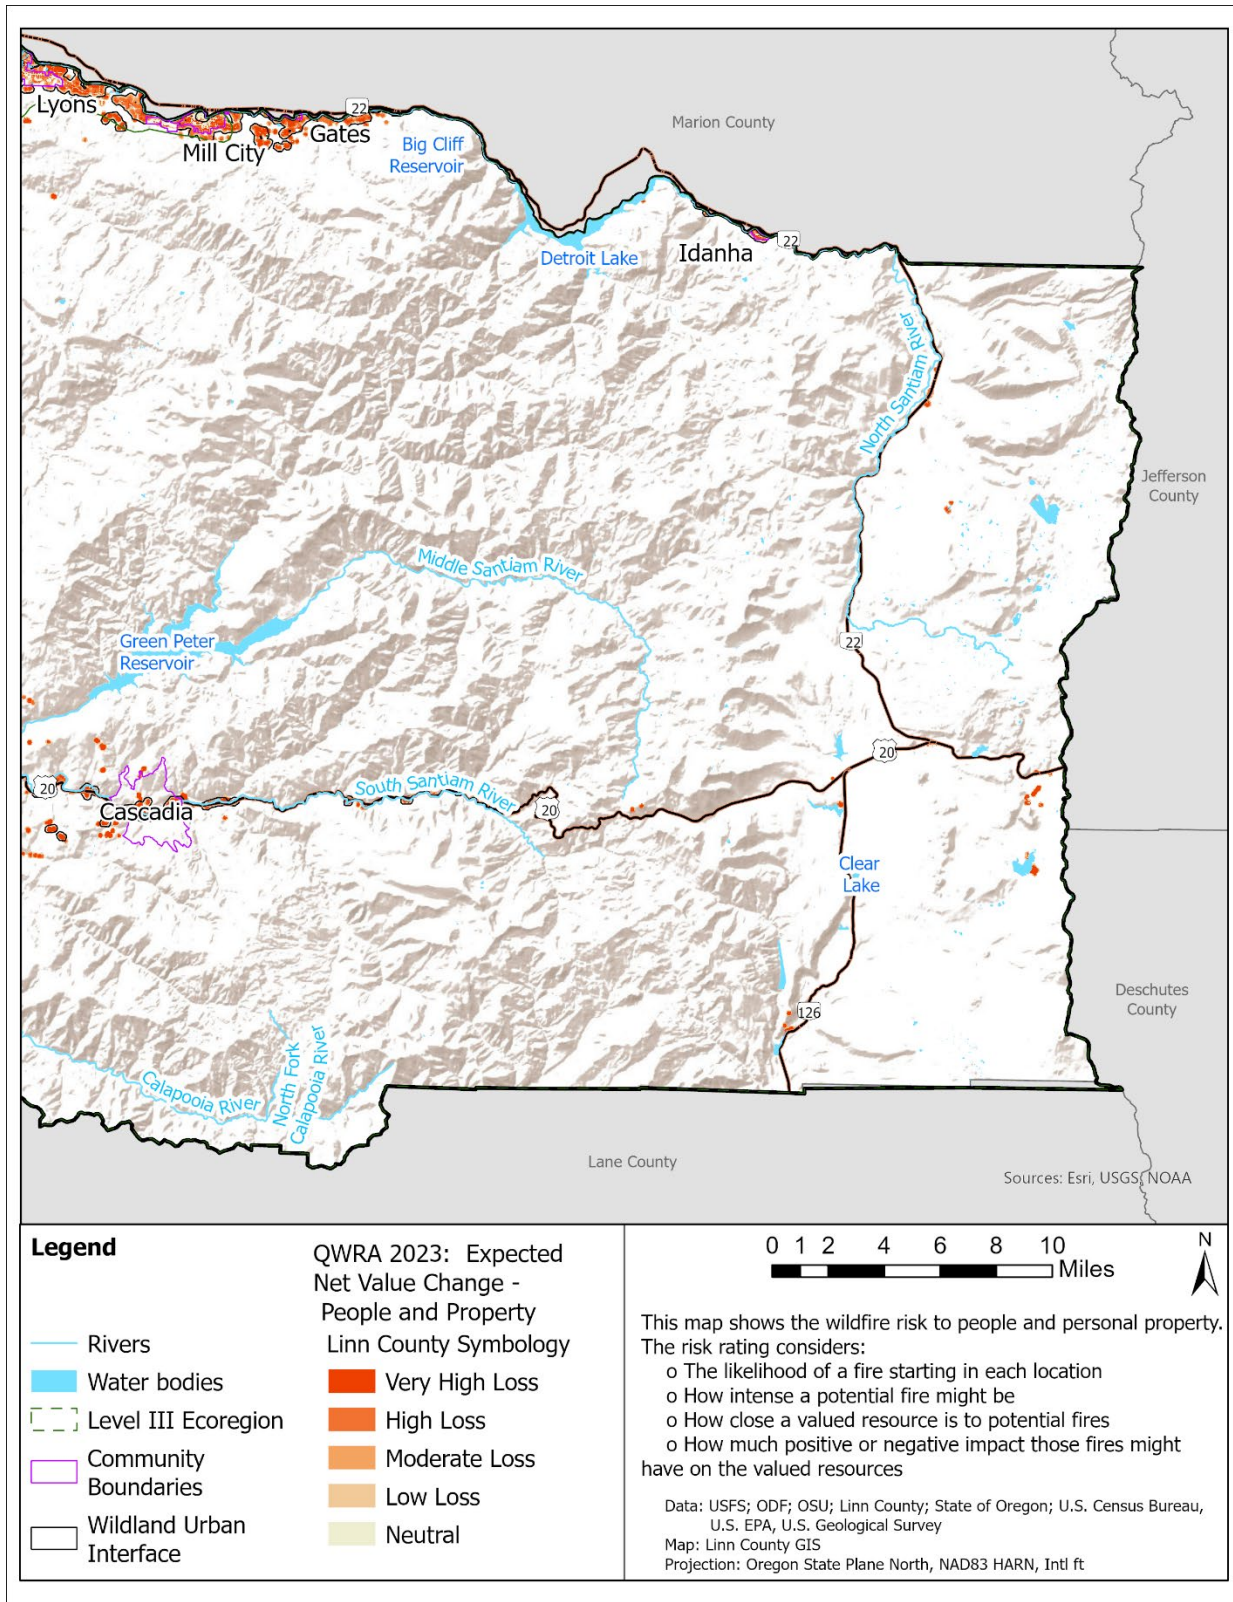 Lyons
22
Gates
Mill City
Marion County
Big Cliff
Reservoir
Detroit Lake
Idanha
22
North Santiam River
Jefferson
County
Middle Santiam River
Green Peter
Reservoir
22
20
20
South Santiam River
20
Cascadia
Clear
Lake
126
Deschutes
County
Calapooia River
North Fork
Calapooia River
Lane County
Sources: Esri, USGS, NOAA
Legend
Rivers
Water bodies
Level III Ecoregion
Community
Boundaries
Wildland Urban
Interface
QWRA 2023: Expected
Net Value Change -
People and Property
Linn County Symbology
Very High Loss
High Loss
Moderate Loss
Low Loss
Neutral
0 1 2 4 6 8 10
Miles
N
This map shows the wildfire risk to people and personal property.
The risk rating considers:
o The likelihood of a fire starting in each location
o How intense a potential fire might be
o How close a valued resource is to potential fires
o How much positive or negative impact those fires might
have on the valued resources
Data: USFS; ODF; OSU; Linn County; State of Oregon; U.S. Census Bureau,
U.S. EPA, U.S. Geological Survey
Map: Linn County GIS
Projection: Oregon State Plane North, NAD83 HARN, Intl ft